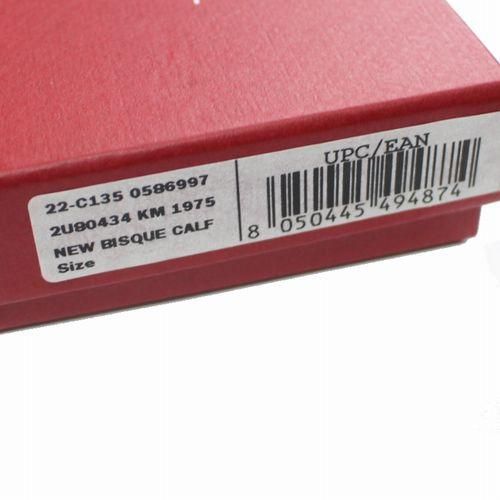 22-C135 0586997
2U90434 KM 1975
NEW BISQUE CALF
Size
UPC/EAN
8 050445 494874